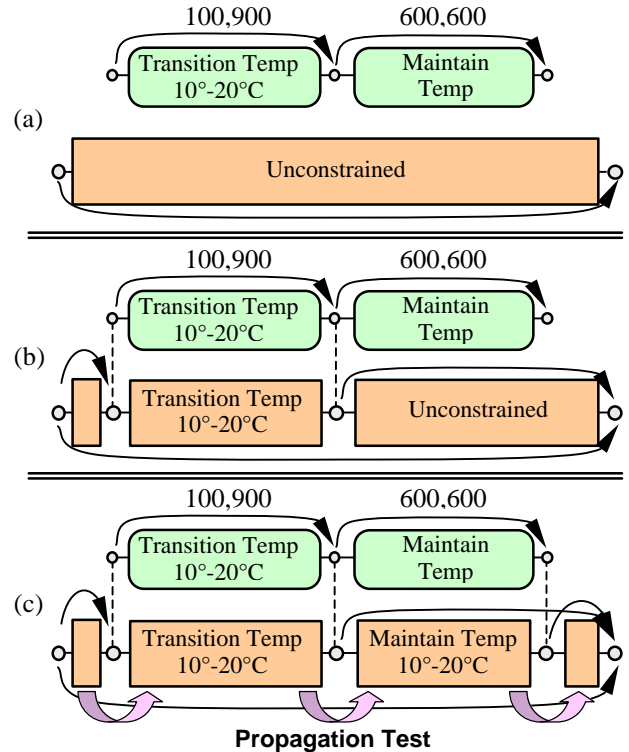 100,900 600,600
Transition Temp
10°-20°C
Maintain
Temp
(a)
Unconstrained
100,900 600,600
Transition Temp
10°-20°C
Maintain
Temp
(b)
Transition Temp
10°-20°C
Unconstrained
100,900 600,600
Transition Temp
10°-20°C
Maintain
Temp
(c)
Transition Temp
10°-20°C
Maintain Temp
10°-20°C
Propagation Test